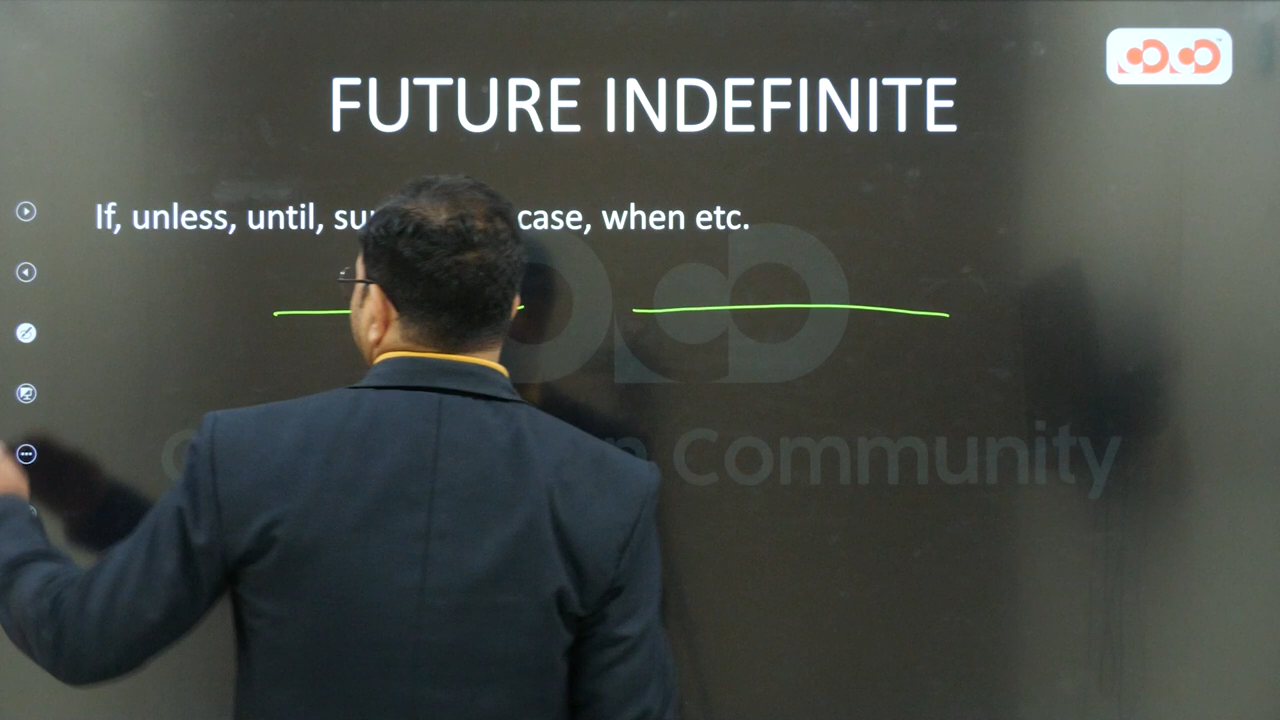 FUTURE INDEFINITE
If, unless, until, case, when etc.
Community